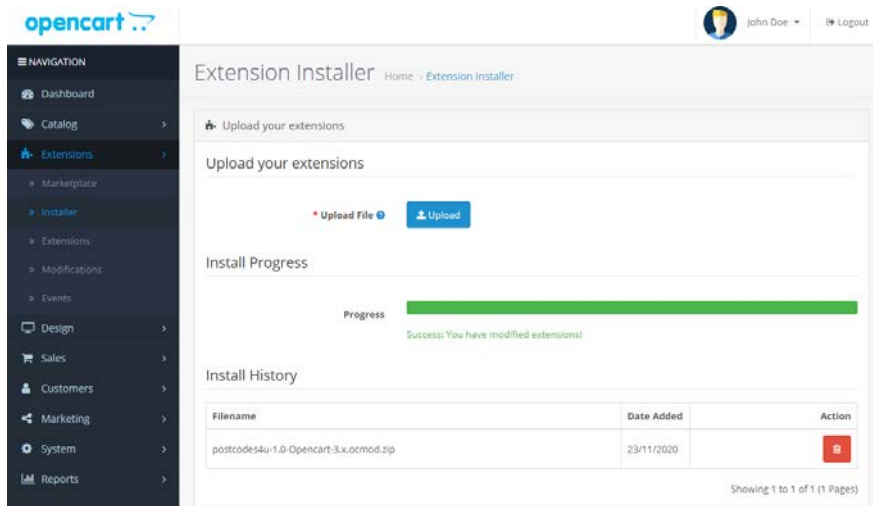 opencart
John Doe
Logout
NAVIGATION
Dashboard
Catalog
Extensions
Marketplace
Installer
Extensions
Modifications
Events
Design
Sales
Customers
Marketing
System
Reports
Extension Installer
Home › Extension Installer
Upload your extensions
Upload your extensions
* Upload File
Upload
Install Progress
Progress
Success: You have modified extensions!
Install History
Filename Date Added Action
postcodes4u-1.0-Opencart-3.x.ocmod.zip 23/11/2020
Showing 1 to 1 of 1 (1 Pages)